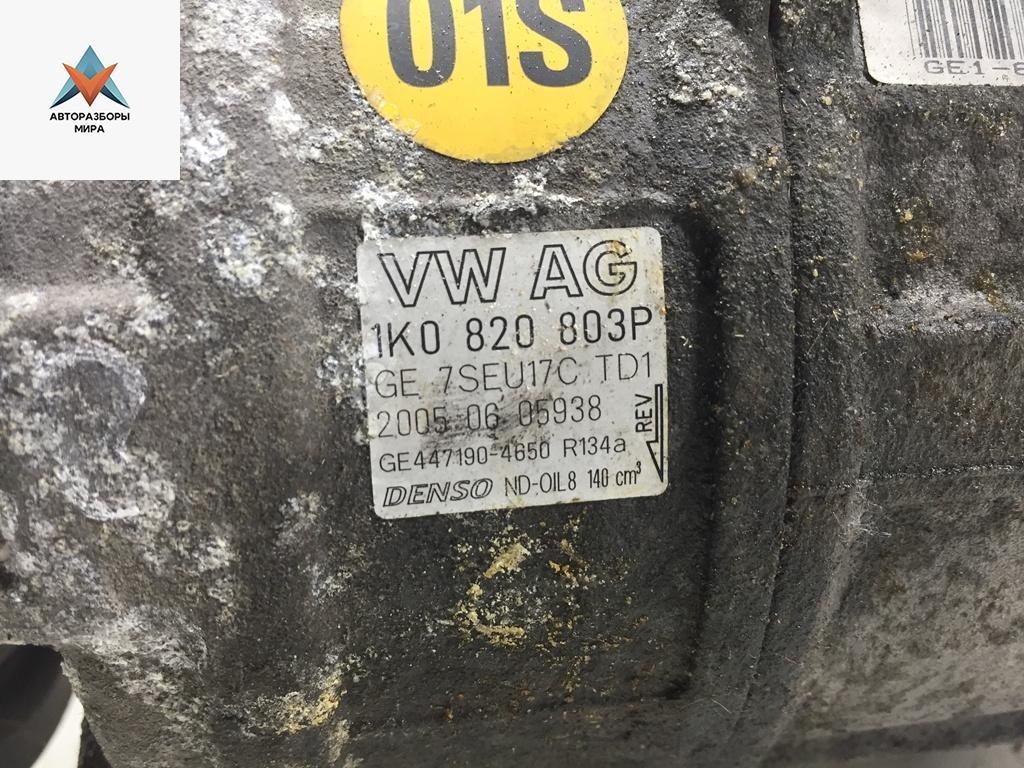 АВТОРАЗБОРЫ
МИРА
01S
VW AG
1K0 820 803P
GE 7SEU17C TD1
2005 06 05938
REV
GE447190-4650 R134a
DENSO ND-OIL8 140 cm³